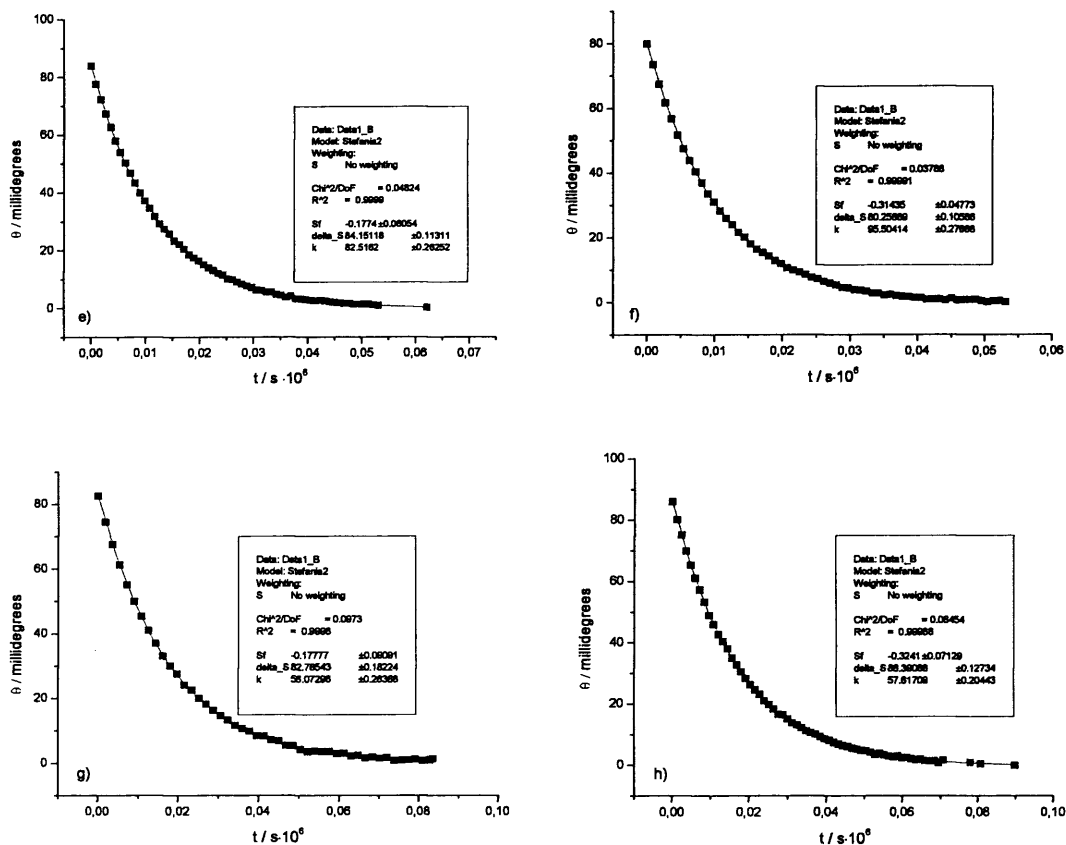 100
80
60
40
20
0
θ / millidegrees
e)
0,00 0,01 0,02 0,03 0,04 0,05 0,06 0,07
t / s·10⁶
Data: Data1_B
Model: Stefania2
Weighting:
S No weighting
Chi^2/DoF = 0.04824
R^2 = 0.9999
Sf -0.1774 ±0.08054
delta_S 84.15118 ±0.11311
k 82.5162 ±0.26252
80
60
40
20
0
θ / millidegrees
f)
0,00 0,01 0,02 0,03 0,04 0,05 0,06
t / s·10⁶
Data: Data1_B
Model: Stefania2
Weighting:
S No weighting
Chi^2/DoF = 0.03788
R^2 = 0.99991
Sf -0.31435 ±0.04773
delta_S 80.25669 ±0.10586
k 95.50414 ±0.27886
80
60
40
20
0
θ / millidegrees
g)
0,00 0,02 0,04 0,06 0,08 0,10
t / s·10⁶
Data: Data1_B
Model: Stefania2
Weighting:
S No weighting
Chi^2/DoF = 0.0973
R^2 = 0.9998
Sf -0.17777 ±0.09091
delta_S 82.78543 ±0.18224
k 56.07296 ±0.26366
100
80
60
40
20
0
θ / millidegrees
h)
0,00 0,02 0,04 0,06 0,08 0,10
t / s·10⁶
Data: Data1_B
Model: Stefania2
Weighting:
S No weighting
Chi^2/DoF = 0.08454
R^2 = 0.99986
Sf -0.3241 ±0.07129
delta_S 86.39086 ±0.12734
k 57.61709 ±0.20443